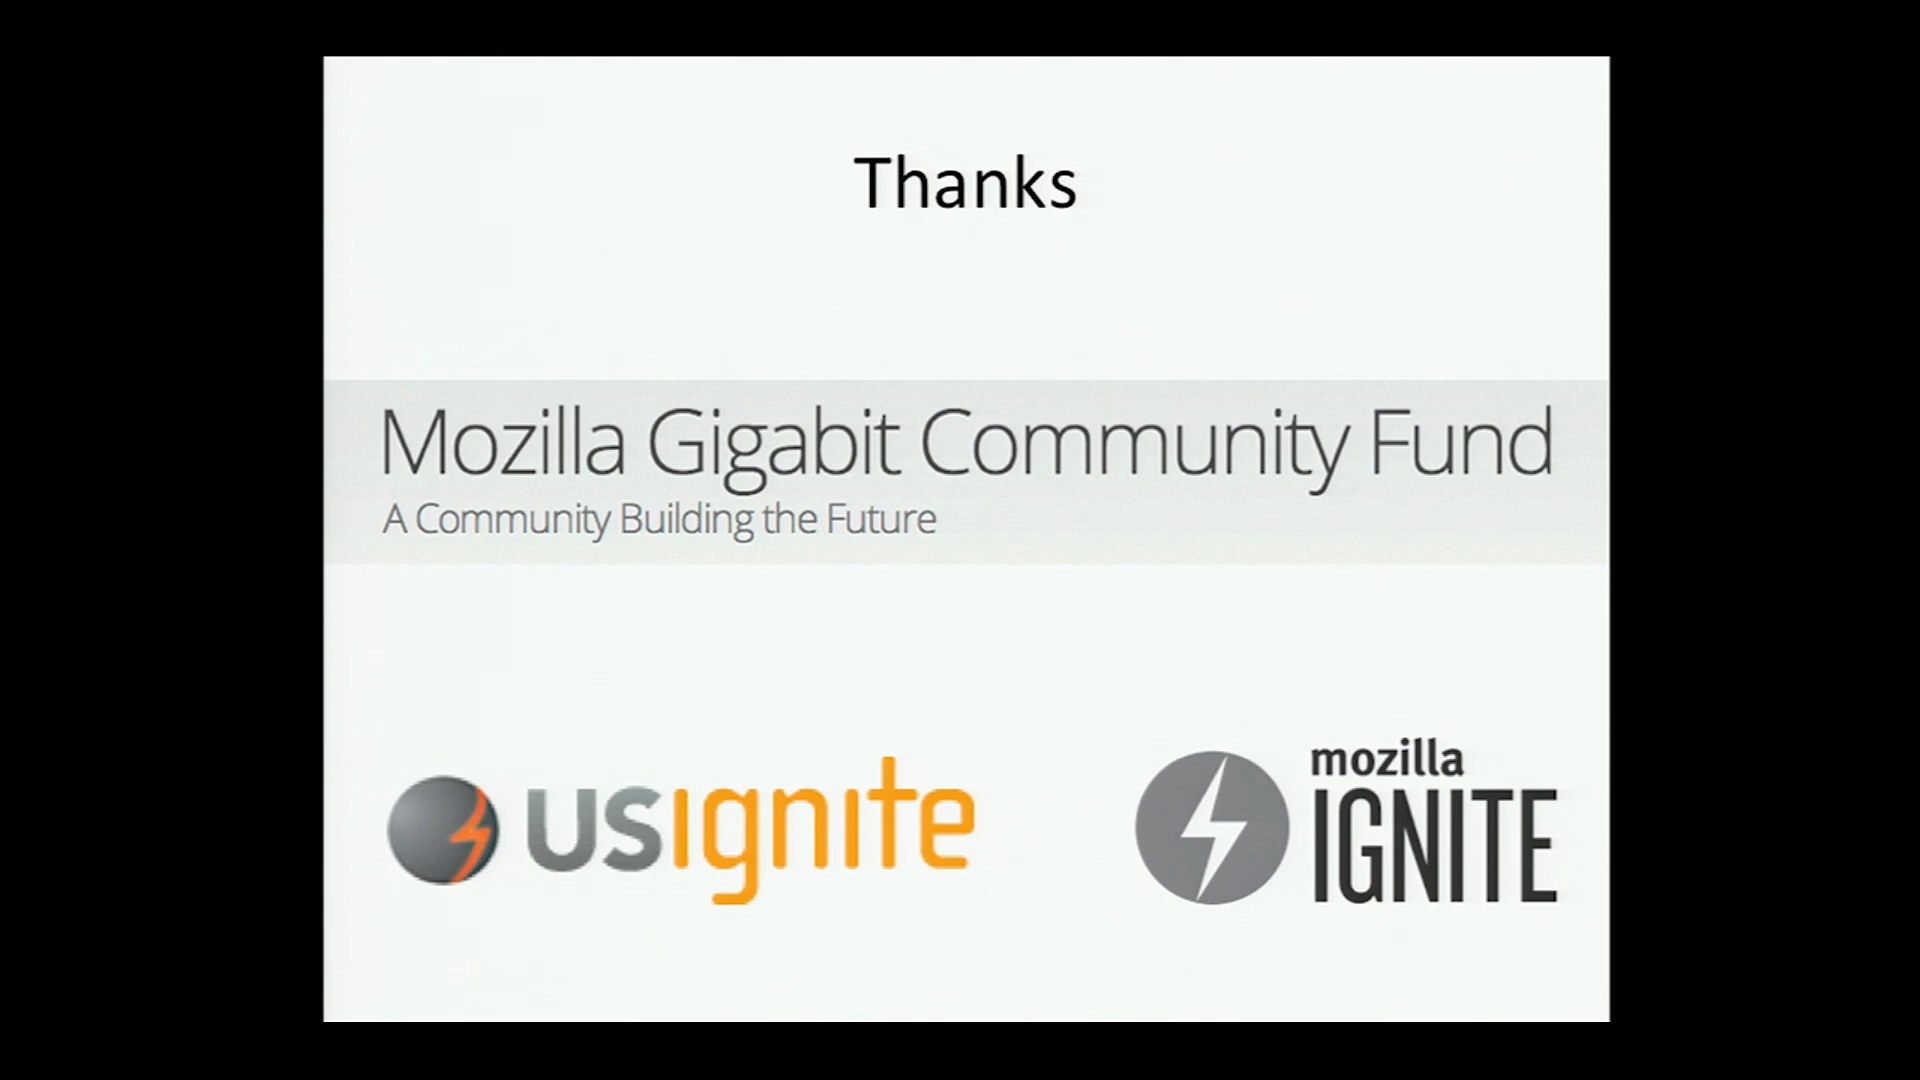 Thanks
Mozilla Gigabit Community Fund
A Community Building the Future
usignite
mozilla
IGNITE